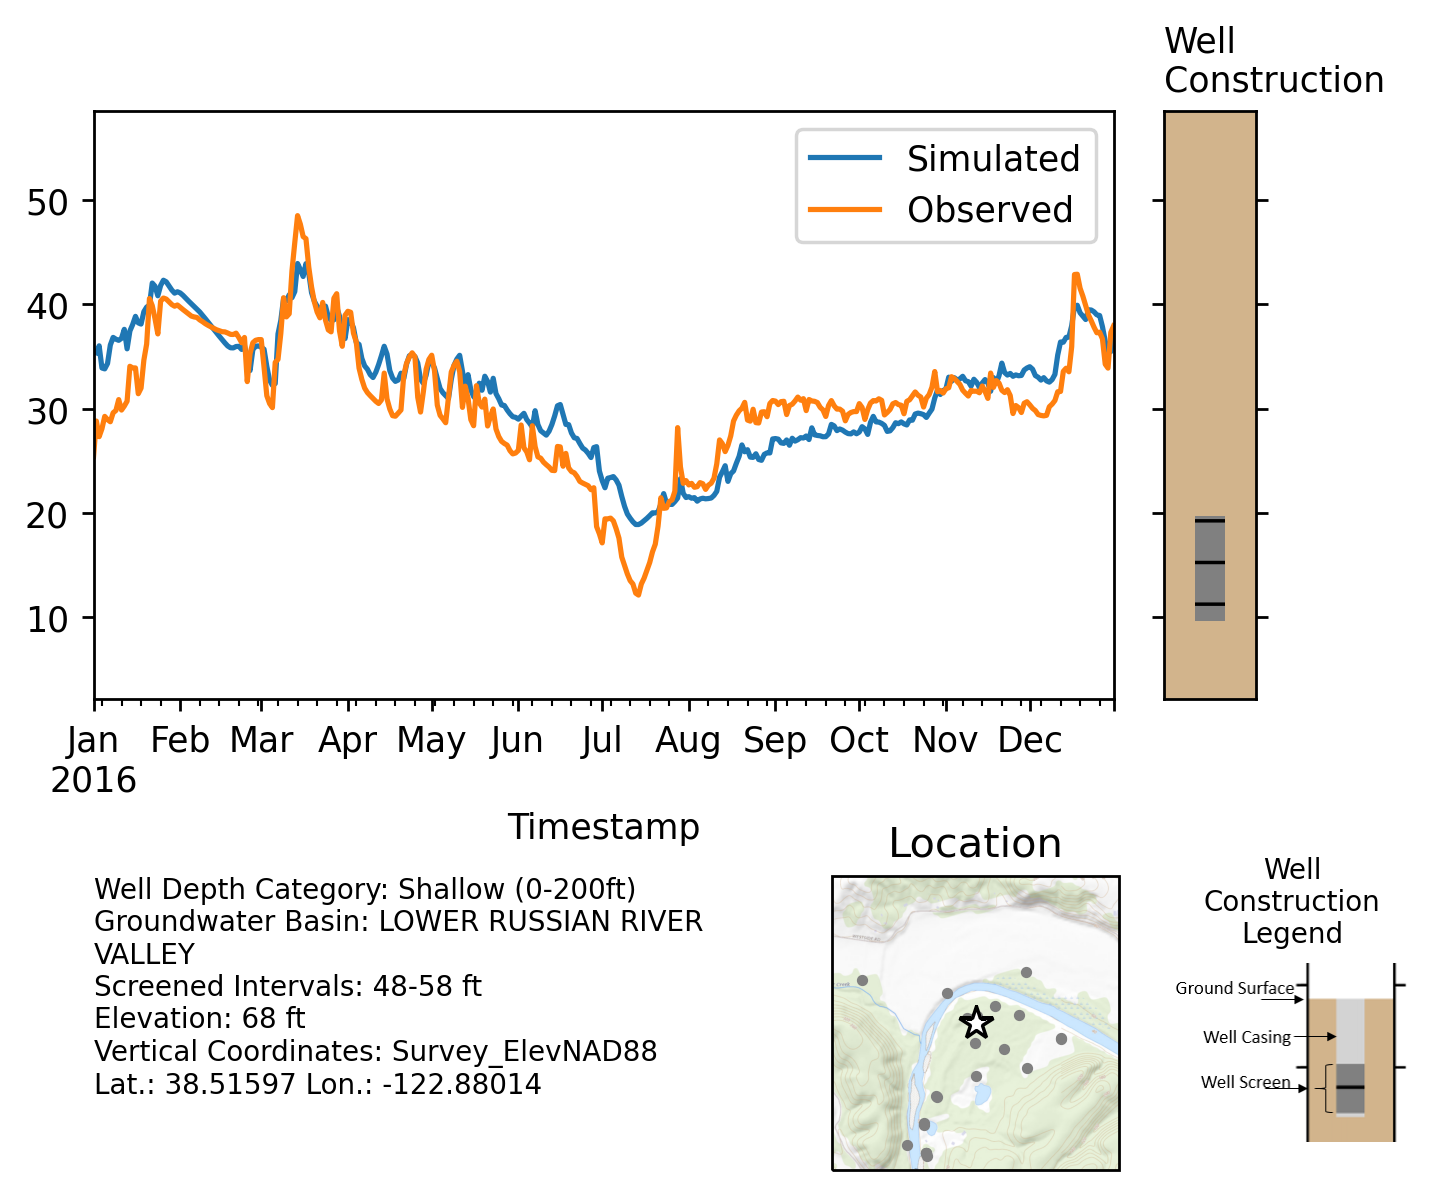 Well
Construction
Simulated
Observed
50
40
30
20
10
Jan
2016
Feb
Mar
Apr
May
Jun
Jul
Aug
Sep
Oct
Nov
Dec
Timestamp
Well Depth Category: Shallow (0-200ft)
Groundwater Basin: LOWER RUSSIAN RIVER
VALLEY
Screened Intervals: 48-58 ft
Elevation: 68 ft
Vertical Coordinates: Survey_ElevNAD88
Lat.: 38.51597 Lon.: -122.88014
Location
Well
Construction
Legend
Ground Surface
Well Casing
Well Screen